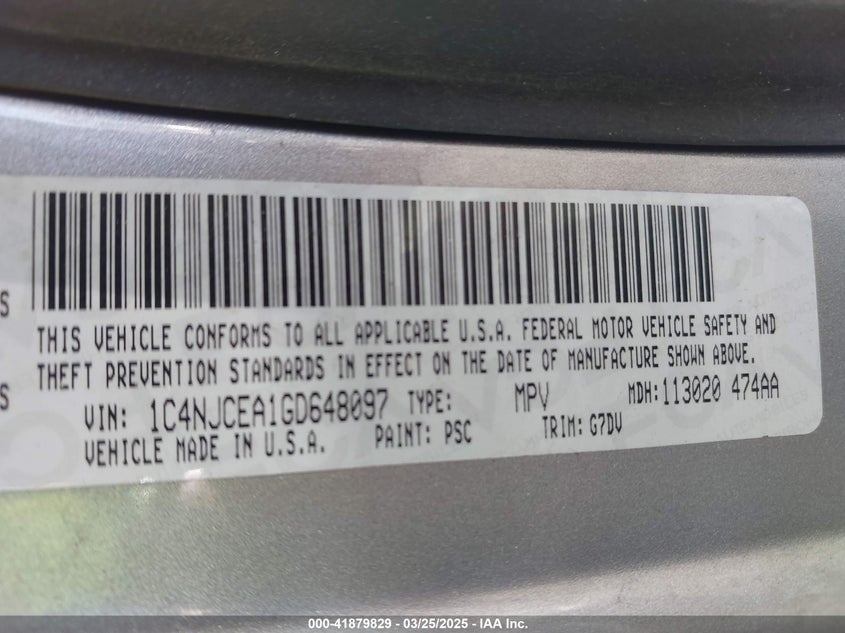 S
THIS VEHICLE CONFORMS TO ALL APPLICABLE U.S.A. FEDERAL MOTOR VEHICLE SAFETY AND
THEFT PREVENTION STANDARDS IN EFFECT ON THE DATE OF MANUFACTURE SHOWN ABOVE.
S
VIN: 1C4NJCEA1GD648097 TYPE: MPV MDH:113020 474AA
VEHICLE MADE IN U.S.A. PAINT: PSC TRIM: G7DV
000-41879829 - 03/25/2025 - IAA Inc.